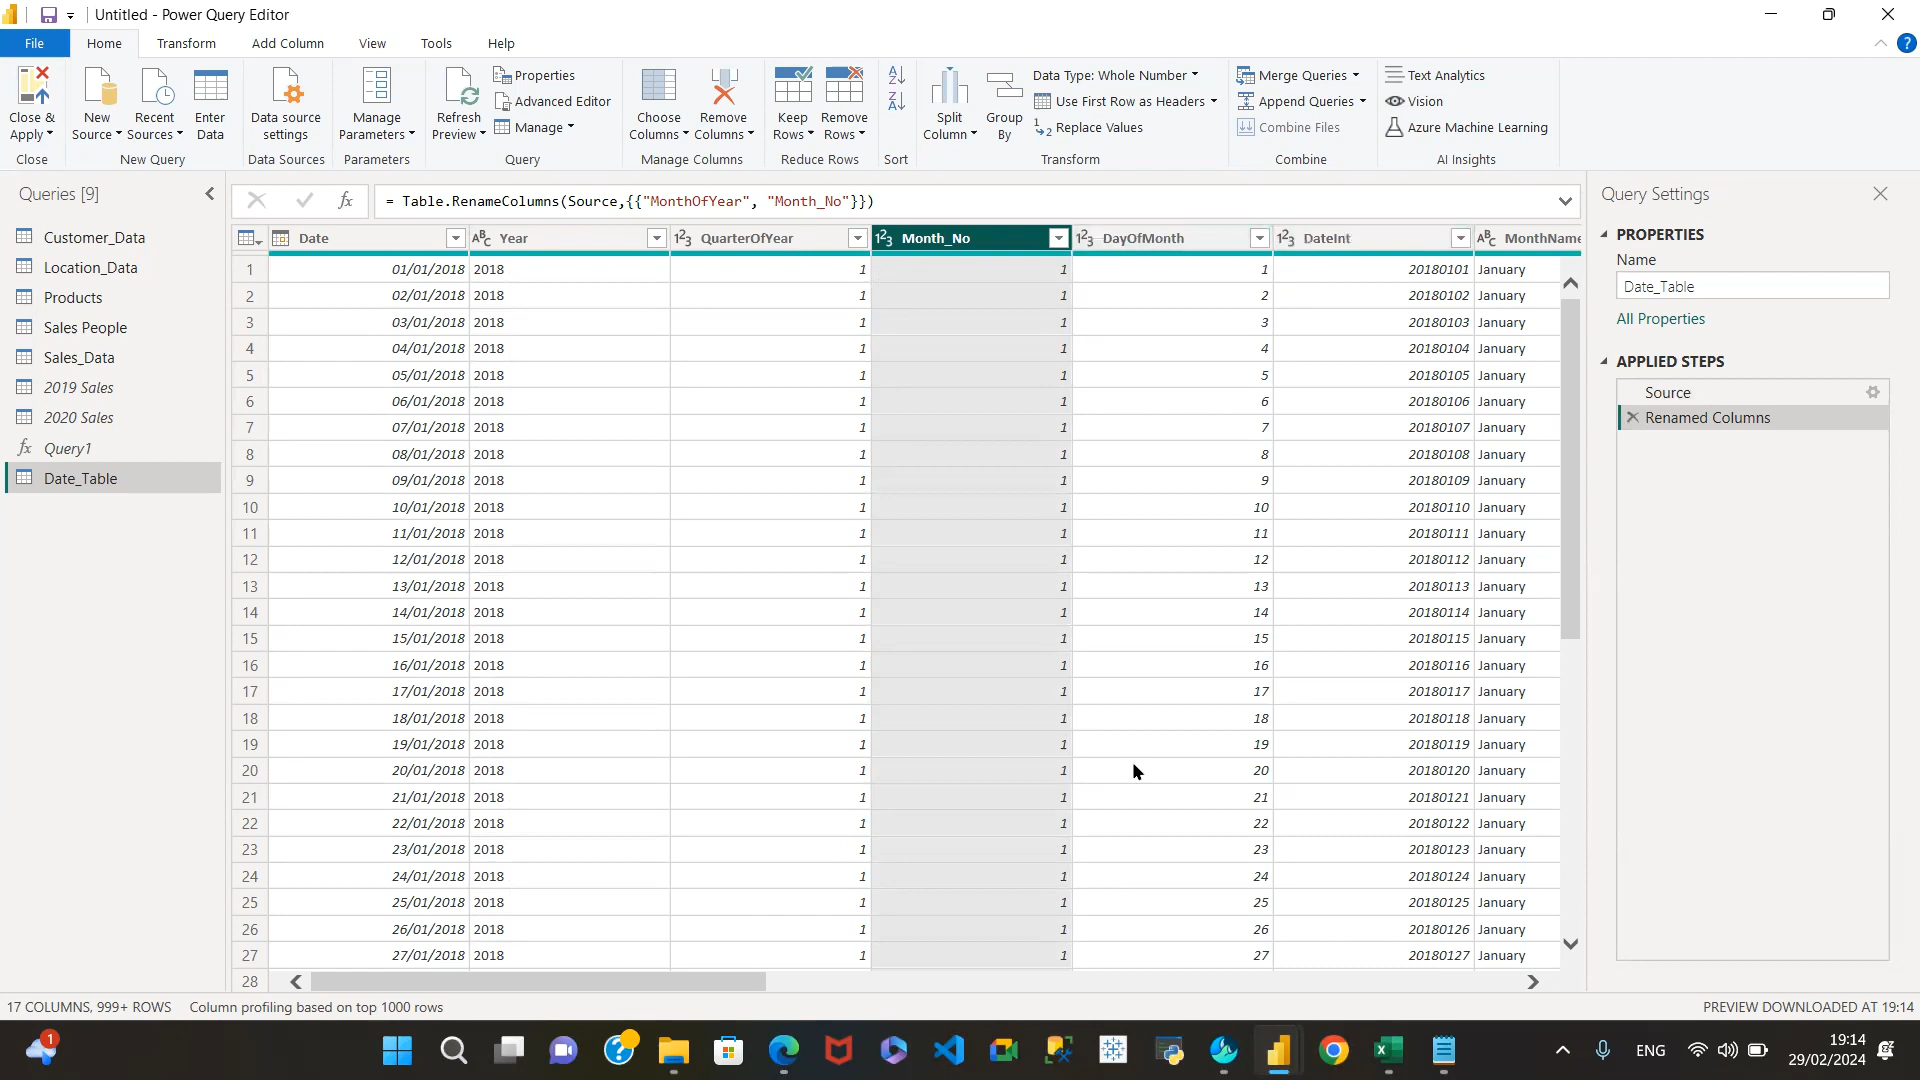 Untitled - Power Query Editor
File Home Transform Add Column View Tools Help
Close & Apply
Close
New Source
Recent Sources
Enter Data
New Query
Data source settings
Data Sources
Manage Parameters
Parameters
Refresh Preview
Properties
Advanced Editor
Manage
Query
Choose Columns
Remove Columns
Manage Columns
Keep Rows
Remove Rows
Reduce Rows
Sort
Split Column
Group By
Data Type: Whole Number
Use First Row as Headers
Replace Values
Transform
Merge Queries
Append Queries
Combine Files
Combine
Text Analytics
Vision
Azure Machine Learning
AI Insights
Queries [9]
Customer_Data
Location_Data
Products
Sales People
Sales_Data
2019 Sales
2020 Sales
fx Query1
Date_Table
fx = Table.RenameColumns(Source,{{"MonthOfYear", "Month_No"}})
Date ABC Year 123 QuarterOfYear 123 Month_No 123 DayOfMonth 123 DateInt ABC MonthName
1 01/01/2018 2018 1 1 1 20180101 January
2 02/01/2018 2018 1 1 2 20180102 January
3 03/01/2018 2018 1 1 3 20180103 January
4 04/01/2018 2018 1 1 4 20180104 January
5 05/01/2018 2018 1 1 5 20180105 January
6 06/01/2018 2018 1 1 6 20180106 January
7 07/01/2018 2018 1 1 7 20180107 January
8 08/01/2018 2018 1 1 8 20180108 January
9 09/01/2018 2018 1 1 9 20180109 January
10 10/01/2018 2018 1 1 10 20180110 January
11 11/01/2018 2018 1 1 11 20180111 January
12 12/01/2018 2018 1 1 12 20180112 January
13 13/01/2018 2018 1 1 13 20180113 January
14 14/01/2018 2018 1 1 14 20180114 January
15 15/01/2018 2018 1 1 15 20180115 January
16 16/01/2018 2018 1 1 16 20180116 January
17 17/01/2018 2018 1 1 17 20180117 January
18 18/01/2018 2018 1 1 18 20180118 January
19 19/01/2018 2018 1 1 19 20180119 January
20 20/01/2018 2018 1 1 20 20180120 January
21 21/01/2018 2018 1 1 21 20180121 January
22 22/01/2018 2018 1 1 22 20180122 January
23 23/01/2018 2018 1 1 23 20180123 January
24 24/01/2018 2018 1 1 24 20180124 January
25 25/01/2018 2018 1 1 25 20180125 January
26 26/01/2018 2018 1 1 26 20180126 January
27 27/01/2018 2018 1 1 27 20180127 January
28
Query Settings
PROPERTIES
Name
Date_Table
All Properties
APPLIED STEPS
Source
Renamed Columns
17 COLUMNS, 999+ ROWS Column profiling based on top 1000 rows
PREVIEW DOWNLOADED AT 19:14
1
ENG
19:14
29/02/2024